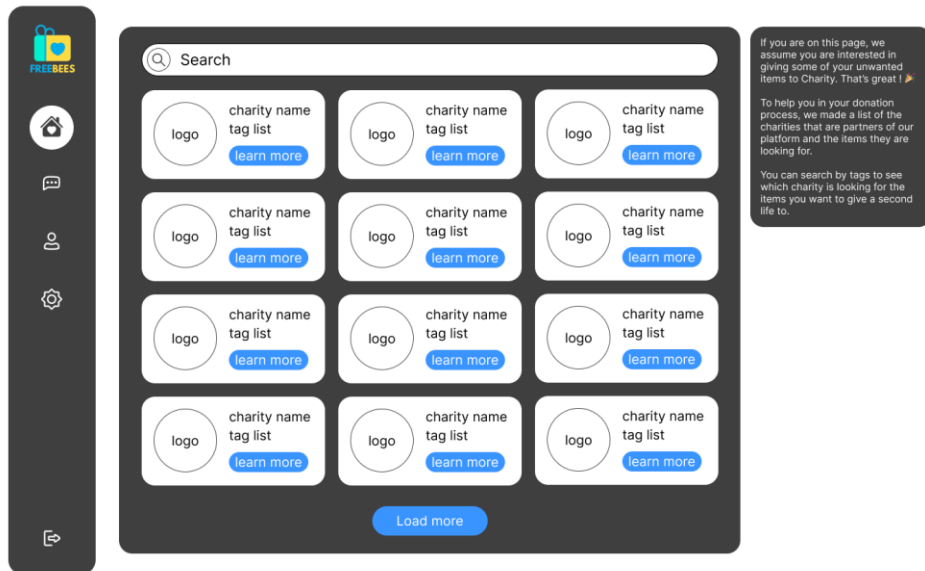 FREEBEES
Search
logo
charity name
tag list
learn more
logo
charity name
tag list
learn more
logo
charity name
tag list
learn more
logo
charity name
tag list
learn more
logo
charity name
tag list
learn more
logo
charity name
tag list
learn more
logo
charity name
tag list
learn more
logo
charity name
tag list
learn more
logo
charity name
tag list
learn more
logo
charity name
tag list
learn more
logo
charity name
tag list
learn more
logo
charity name
tag list
learn more
Load more
If you are on this page, we
assume you are interested in
giving some of your unwanted
items to Charity. That's great ! 🎉
To help you in your donation
process, we made a list of the
charities that are partners of our
platform and the items they are
looking for.
You can search by tags to see
which charity is looking for the
items you want to give a second
life to.